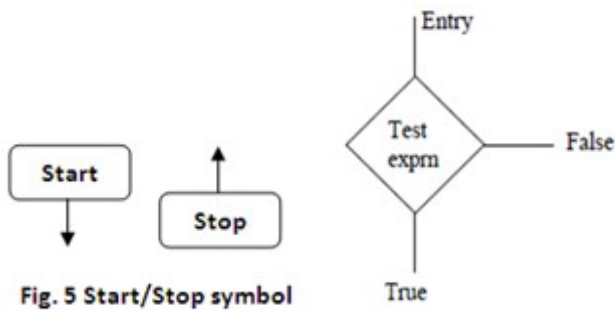 Entry
Test
exprn
False
Start
Stop
True
Fig. 5 Start/Stop symbol